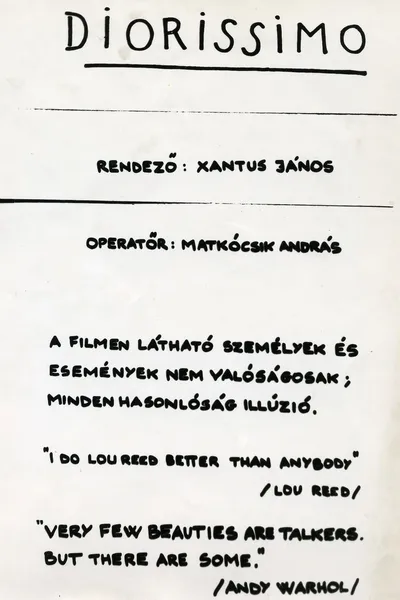 DIORISSIMO
RENDEZŐ: XANTUS JÁNOS
OPERATŐR: MATKÓCSIK ANDRÁS
A FILMEN LÁTHATÓ SZEMÉLYEK ÉS
ESEMÉNYEK NEM VALÓSÁGOSAK;
MINDEN HASONLÓSÁG ILLÚZIÓ.
"I DO LOU REED BETTER THAN ANYBODY"
/LOU REED/
"VERY FEW BEAUTIES ARE TALKERS.
BUT THERE ARE SOME."
/ANDY WARHOL/